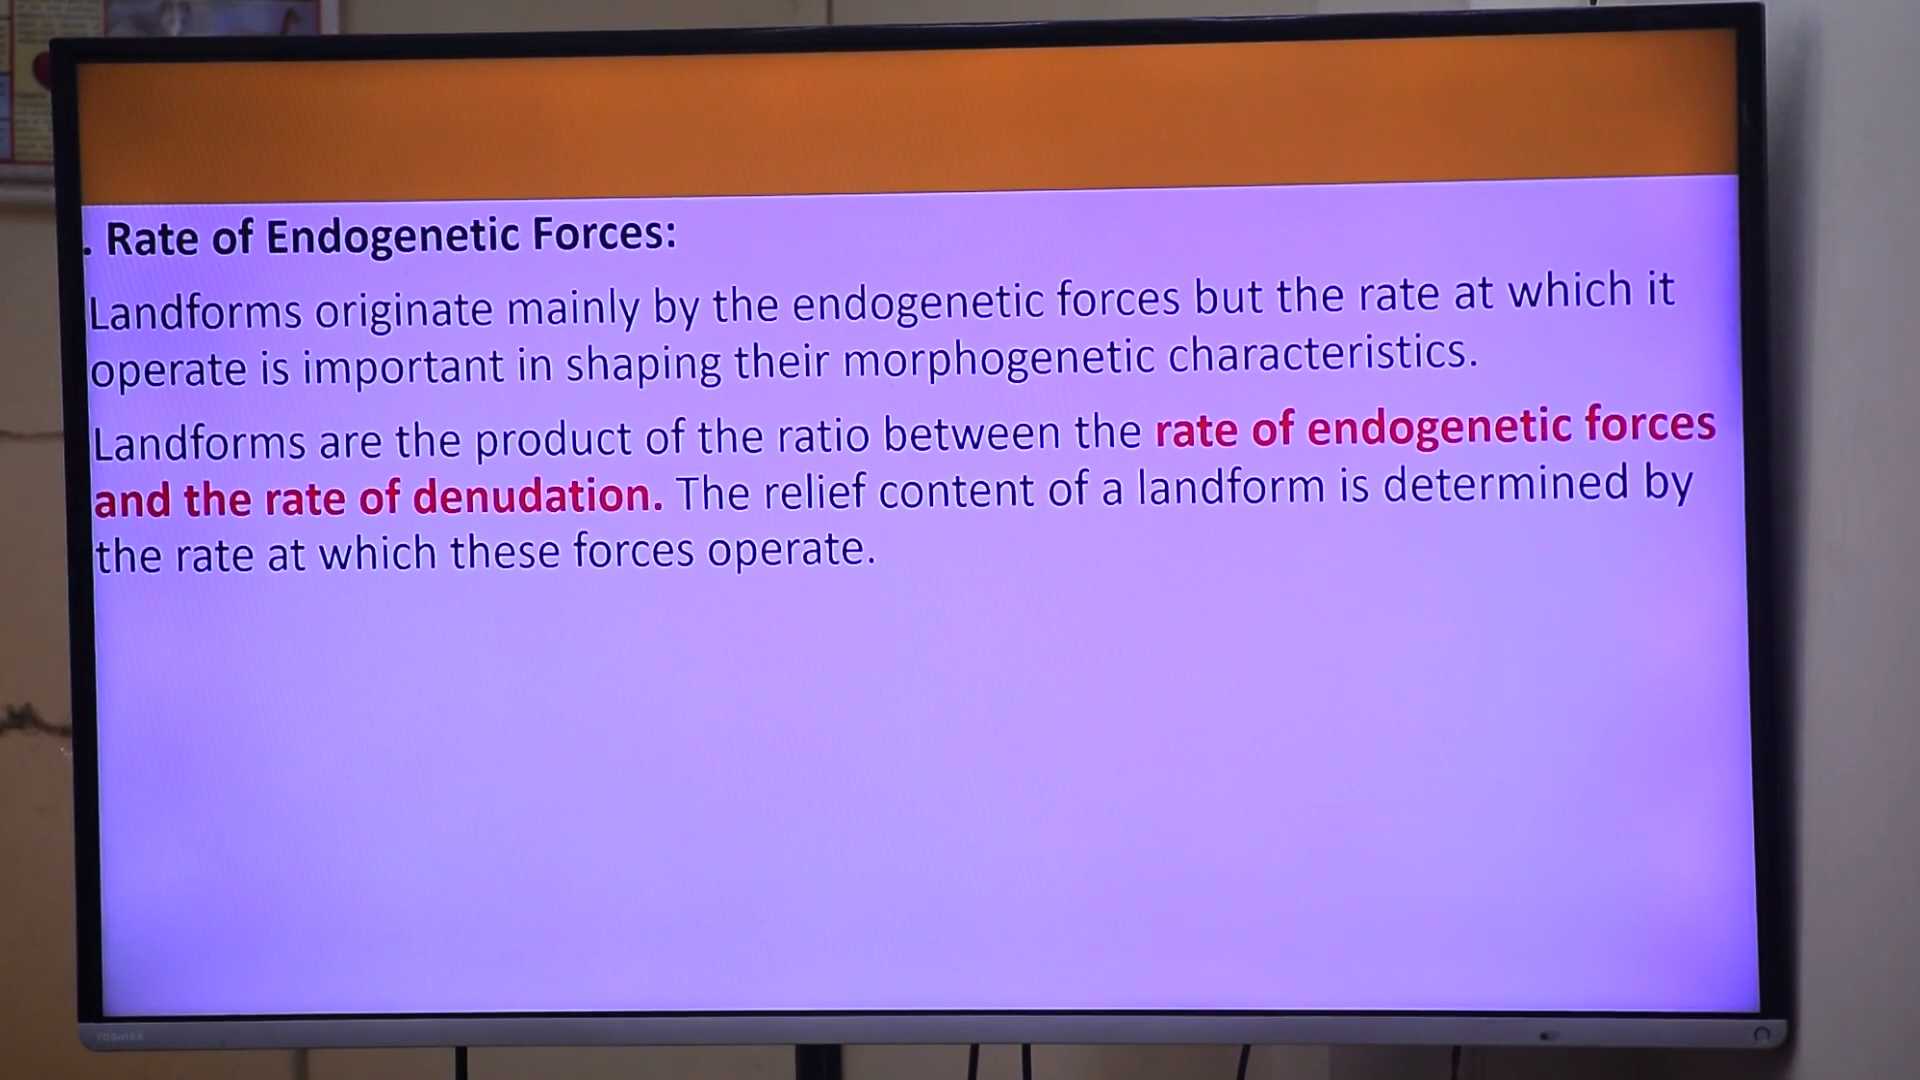 . Rate of Endogenetic Forces:
Landforms originate mainly by the endogenetic forces but the rate at which it
operate is important in shaping their morphogenetic characteristics.
Landforms are the product of the ratio between the rate of endogenetic forces
and the rate of denudation. The relief content of a landform is determined by
the rate at which these forces operate.
TOSHIBA